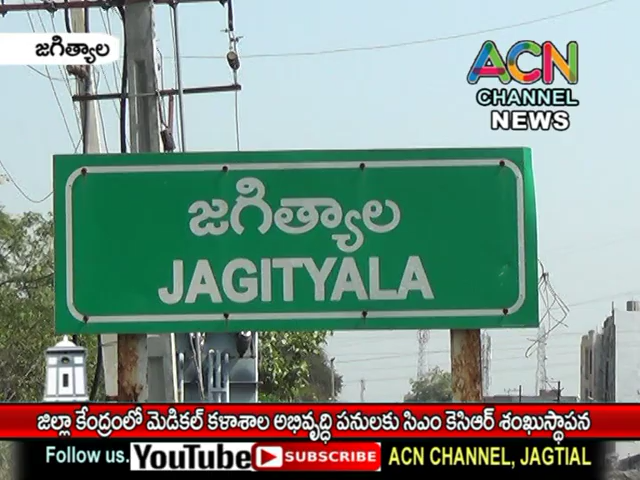 జగిత్యాల
ACN
CHANNEL
NEWS
జగిత్యాల
JAGITYALA
జిల్లా కేంద్రంలో మెడికల్ కళాశాల అభివృద్ధి పనులకు సిఎం కెసిఆర్ శంఖుస్థాపన
Follow us. YouTube SUBSCRIBE ACN CHANNEL, JAGTIAL